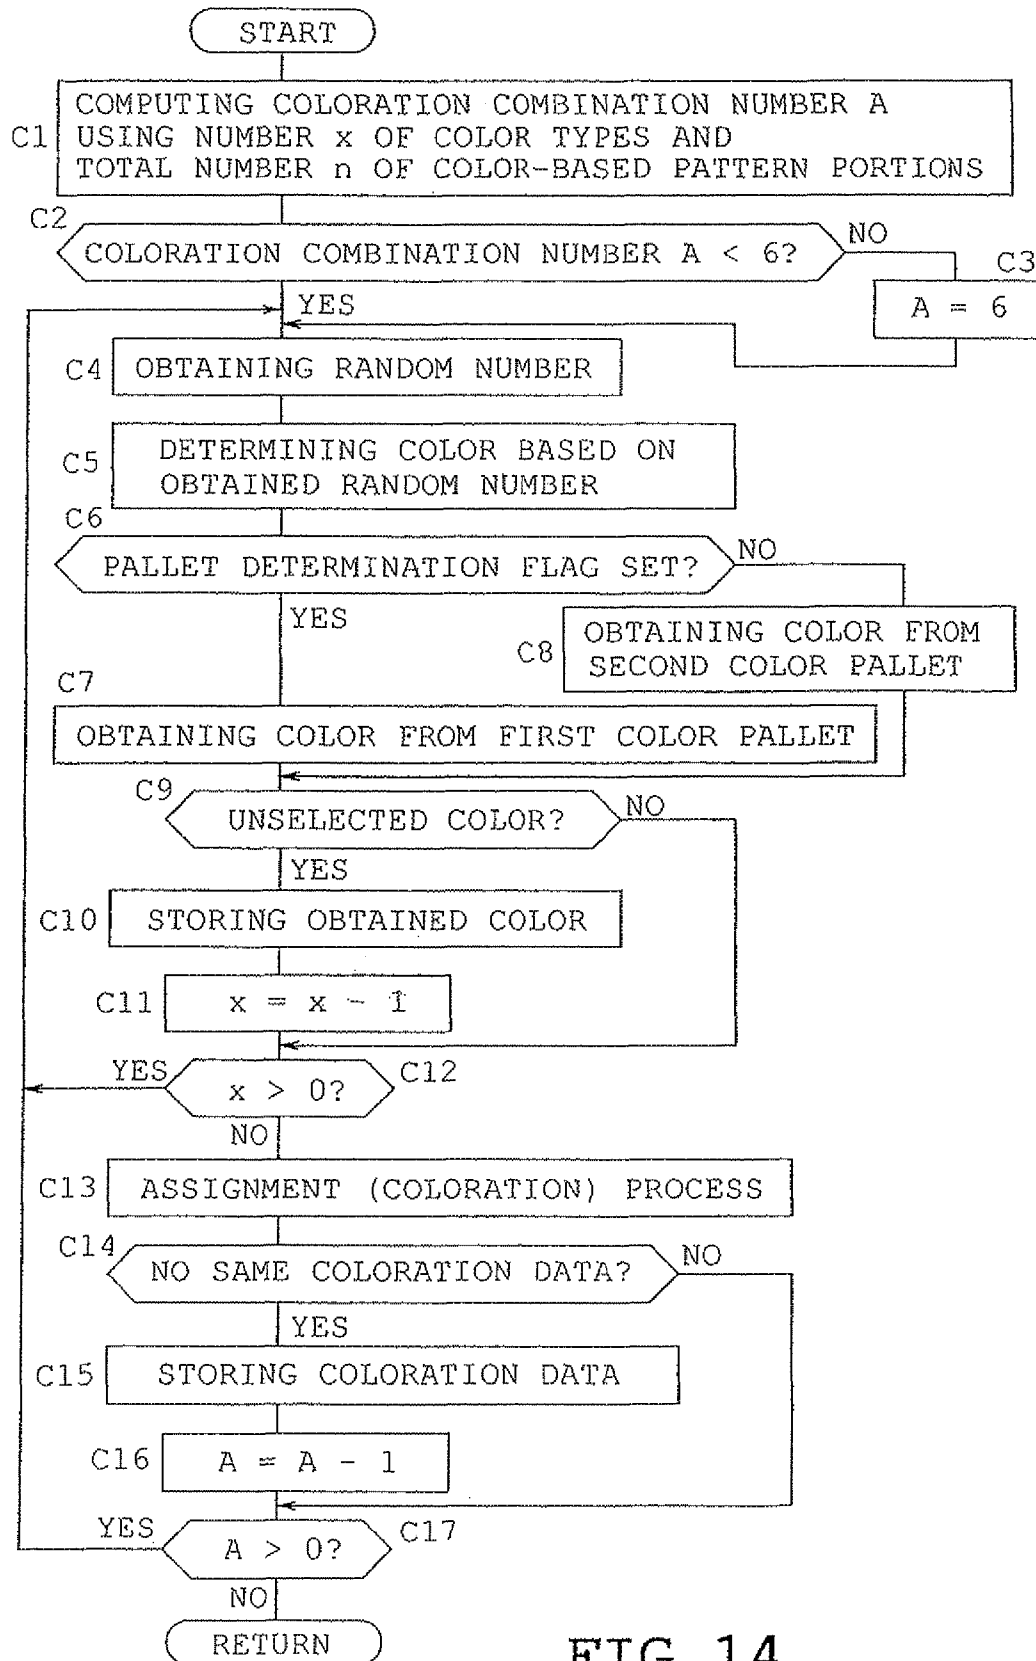 START
C1
COMPUTING COLORATION COMBINATION NUMBER A
USING NUMBER x OF COLOR TYPES AND
TOTAL NUMBER n OF COLOR-BASED PATTERN PORTIONS
C2
COLORATION COMBINATION NUMBER A < 6?
NO
C3
A = 6
YES
C4
OBTAINING RANDOM NUMBER
C5
DETERMINING COLOR BASED ON
OBTAINED RANDOM NUMBER
C6
PALLET DETERMINATION FLAG SET?
NO
YES
C8
OBTAINING COLOR FROM
SECOND COLOR PALLET
C7
OBTAINING COLOR FROM FIRST COLOR PALLET
C9
UNSELECTED COLOR?
NO
YES
C10
STORING OBTAINED COLOR
C11
x = x - 1
YES
x > 0?
C12
NO
C13
ASSIGNMENT (COLORATION) PROCESS
C14
NO SAME COLORATION DATA?
NO
YES
C15
STORING COLORATION DATA
C16
A = A - 1
YES
A > 0?
C17
NO
RETURN
FIG 14